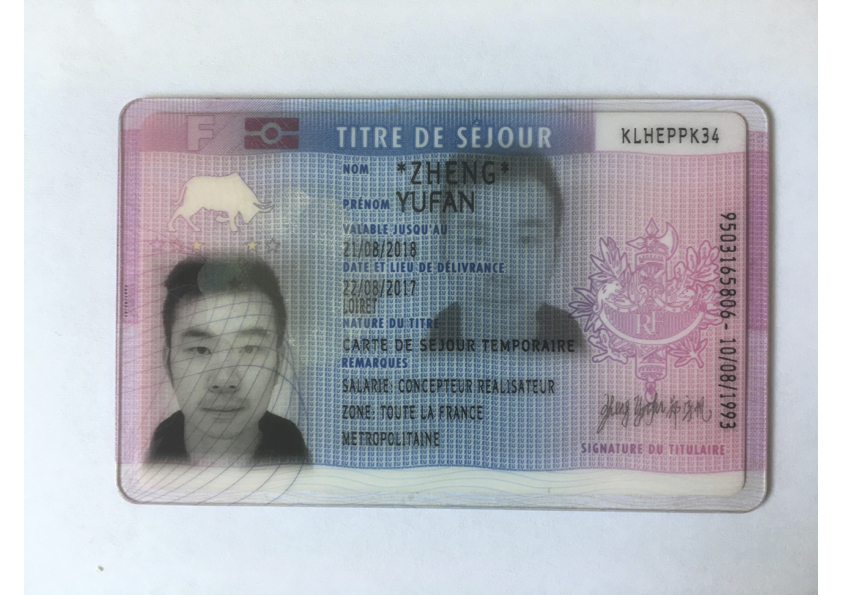 F
TITRE DE SÉJOUR
KLHEPPK34
NOM *ZHENG*
PRÉNOM YUFAN
VALABLE JUSQU'AU
21/08/2018
DATE ET LIEU DE DÉLIVRANCE
22/08/2017
LOIRET
NATURE DU TITRE
CARTE DE SEJOUR TEMPORAIRE
REMARQUES
SALARIE: CONCEPTEUR REALISATEUR
ZONE: TOUTE LA FRANCE
METROPOLITAINE
RF
9503165806 - 10/08/1993
Zheng Yufan
SIGNATURE DU TITULAIRE